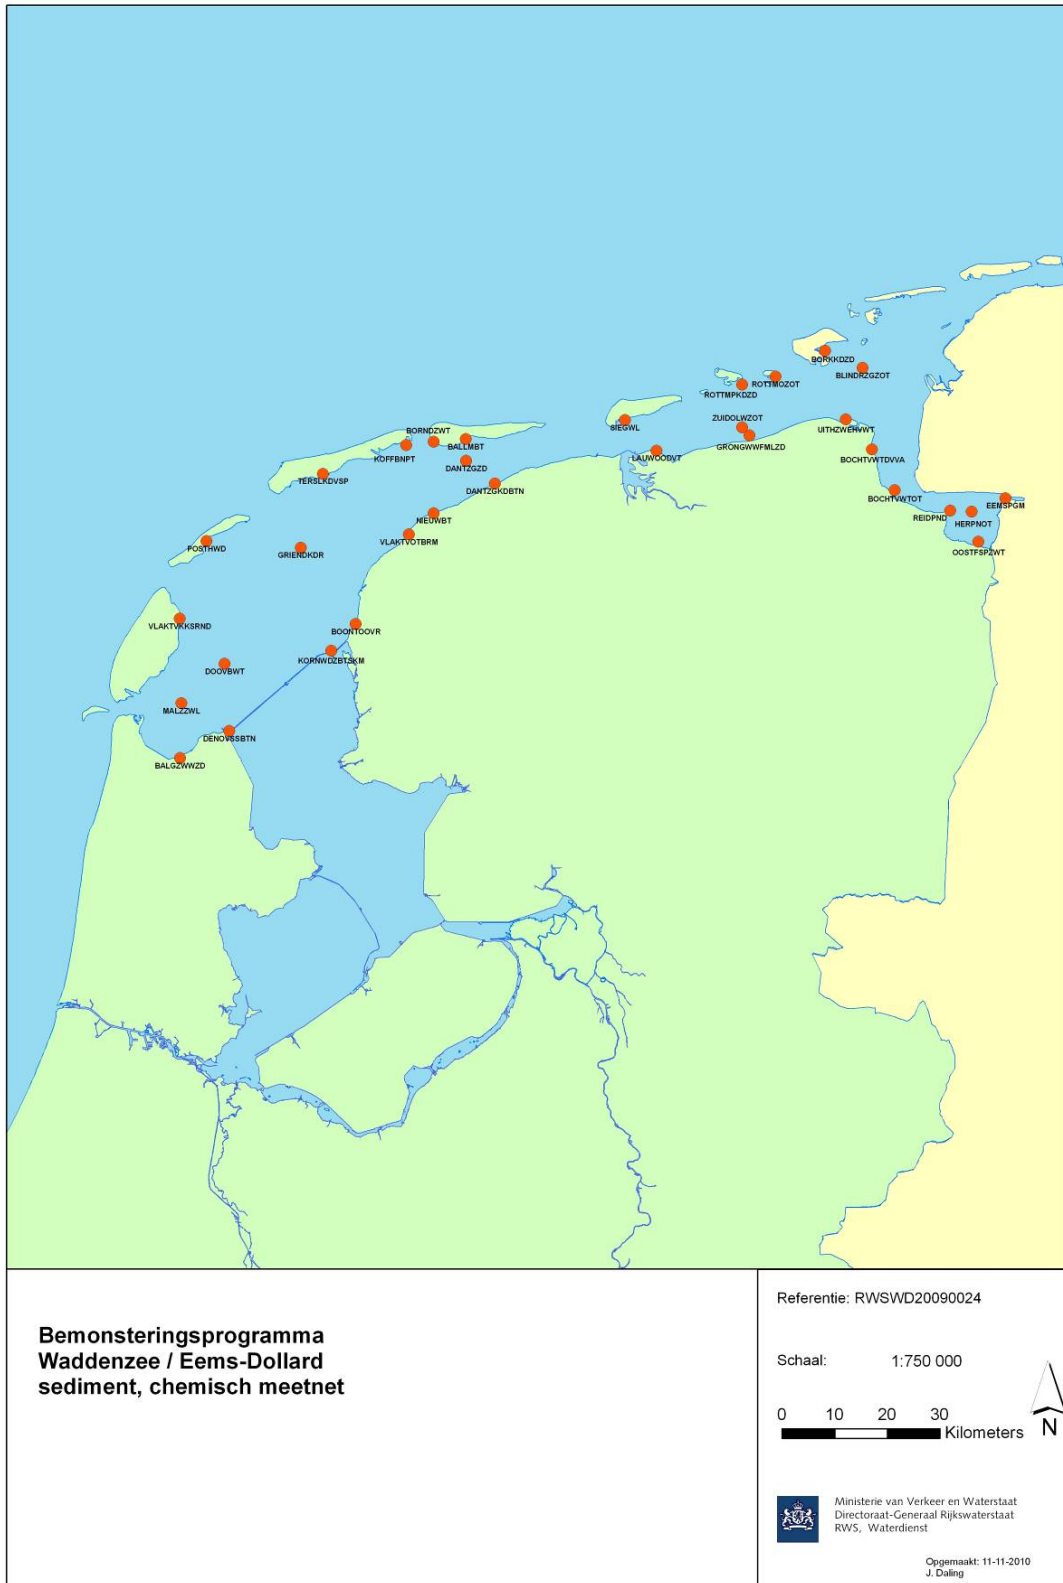 BORKKDZD
BLINDRZGZOT
ROTTMOZOT
ROTTMPKDZD
SIEGWL
ZUIDOLWZOT
GRONGWWFMLZD
UITHZWEHVWT
LAUWOODVT
BOCHTVWTDVVA
BORNDZWT
KOFFBNPT
BALLMBT
DANTZGZD
TERSLKDVSP
DANTZGKDBTN
BOCHTVWTOT
EEMSPGM
REIDPND
HERPNOT
NIEUWBT
VLAKTVOTBRM
OOSTFSPZWT
POSTHWD
GRIENDKDR
VLAKTVKKSRND
BOONTOOVR
KORNWDZBTSKM
DOOVBWT
MALZZWL
DENOVSSBTN
BALGZWWZD
Bemonsteringsprogramma
Waddenzee / Eems-Dollard
sediment, chemisch meetnet
Referentie: RWSWD20090024
Schaal: 1:750 000
0 10 20 30
Kilometers
N
Ministerie van Verkeer en Waterstaat
Directoraat-Generaal Rijkswaterstaat
RWS, Waterdienst
Opgemaakt: 11-11-2010
J. Daling